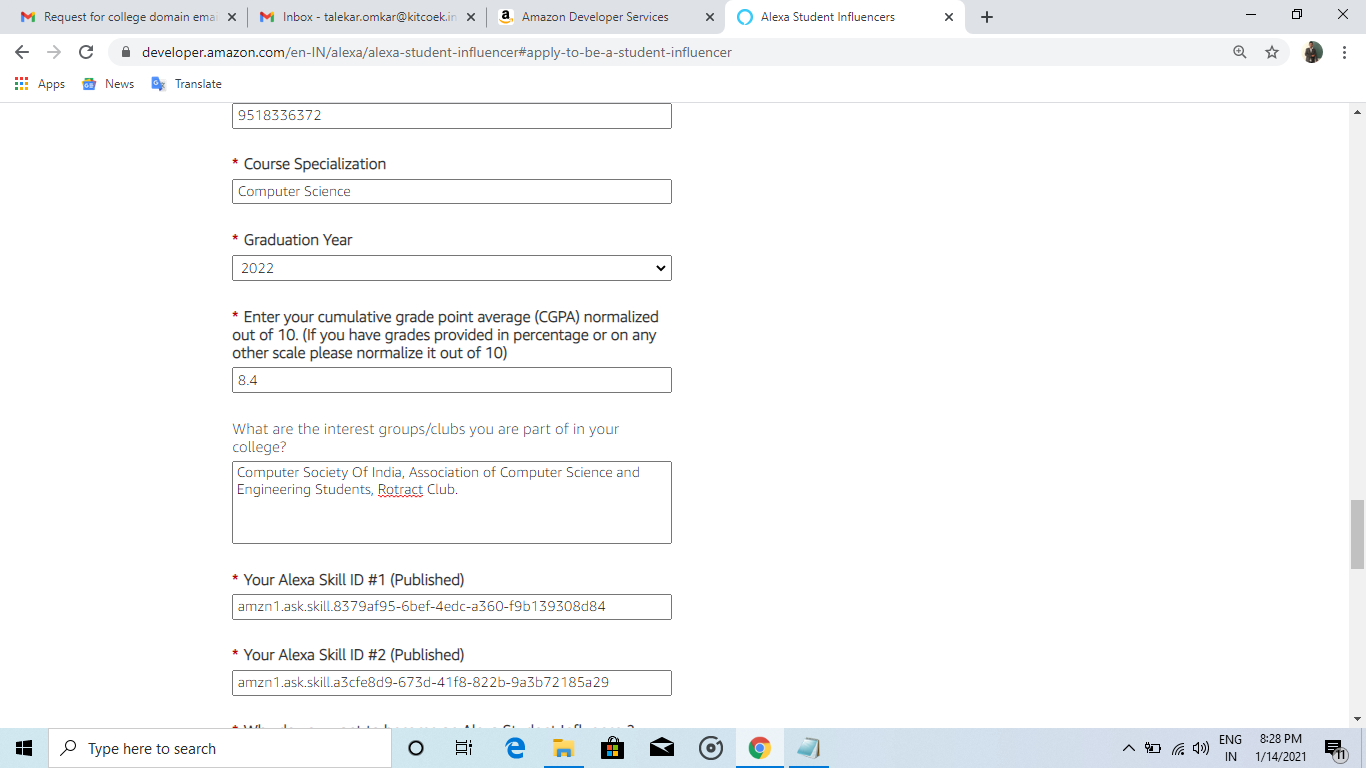 Request for college domain emai
Inbox - talekar.omkar@kitcoek.in
Amazon Developer Services
Alexa Student Influencers
developer.amazon.com/en-IN/alexa/alexa-student-influencer#apply-to-be-a-student-influencer
Apps
News
Translate
9518336372
* Course Specialization
Computer Science
* Graduation Year
2022
* Enter your cumulative grade point average (CGPA) normalized
out of 10. (If you have grades provided in percentage or on any
other scale please normalize it out of 10)
8.4
What are the interest groups/clubs you are part of in your
college?
Computer Society Of India, Association of Computer Science and
Engineering Students, Rotract Club.
* Your Alexa Skill ID #1 (Published)
amzn1.ask.skill.8379af95-6bef-4edc-a360-f9b139308d84
* Your Alexa Skill ID #2 (Published)
amzn1.ask.skill.a3cfe8d9-673d-41f8-822b-9a3b72185a29
Type here to search
ENG
IN
8:28 PM
1/14/2021
11